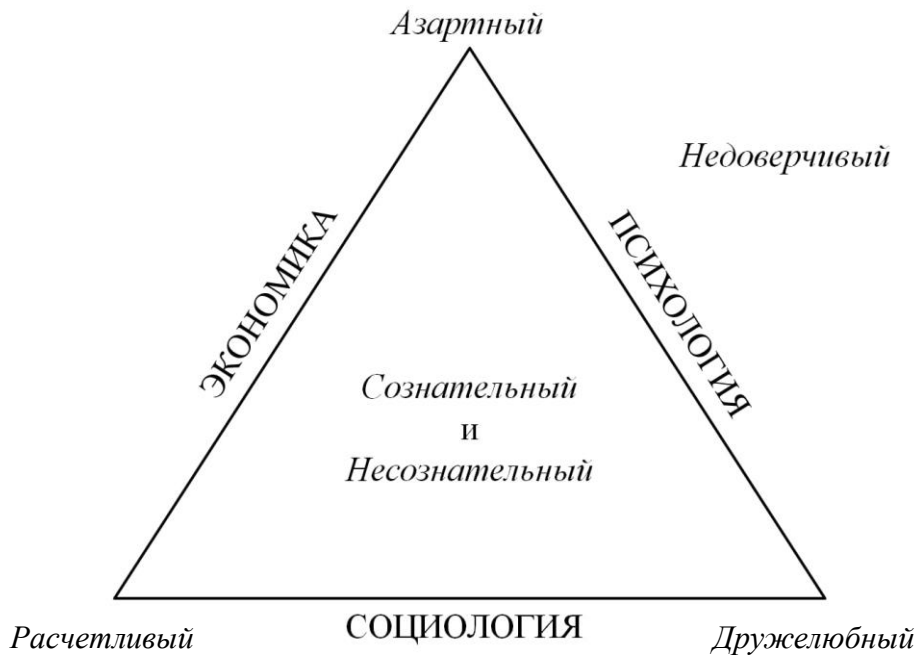 Азартный
Недоверчивый
ЭКОНОМИКА
ПСИХОЛОГИЯ
Сознательный
и
Несознательный
Расчетливый
СОЦИОЛОГИЯ
Дружелюбный